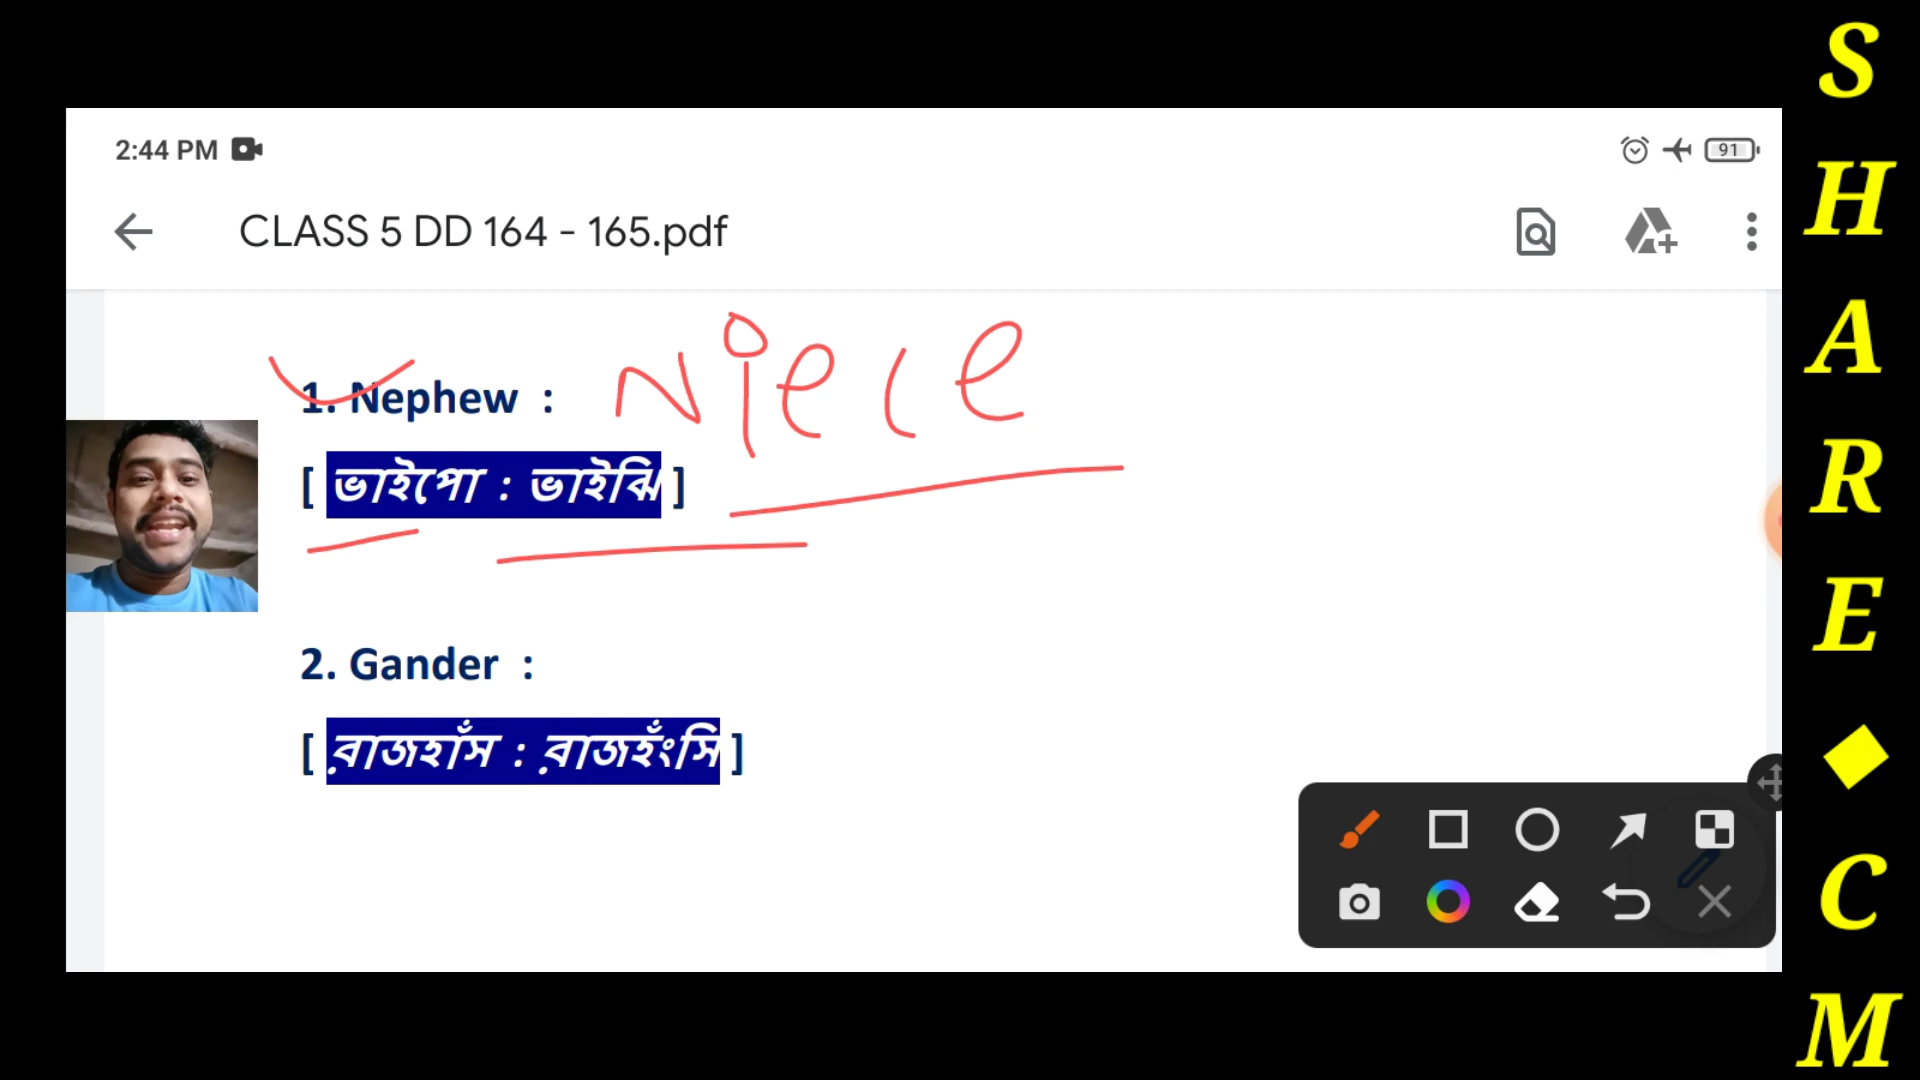 2:44 PM
91
CLASS 5 DD 164 - 165.pdf
1. Nephew : Niece
[ ভাইপো : ভাইঝি ]
2. Gander :
[ রাজহাঁস : রাজহঁংসি ]
SHARE ◆ CM